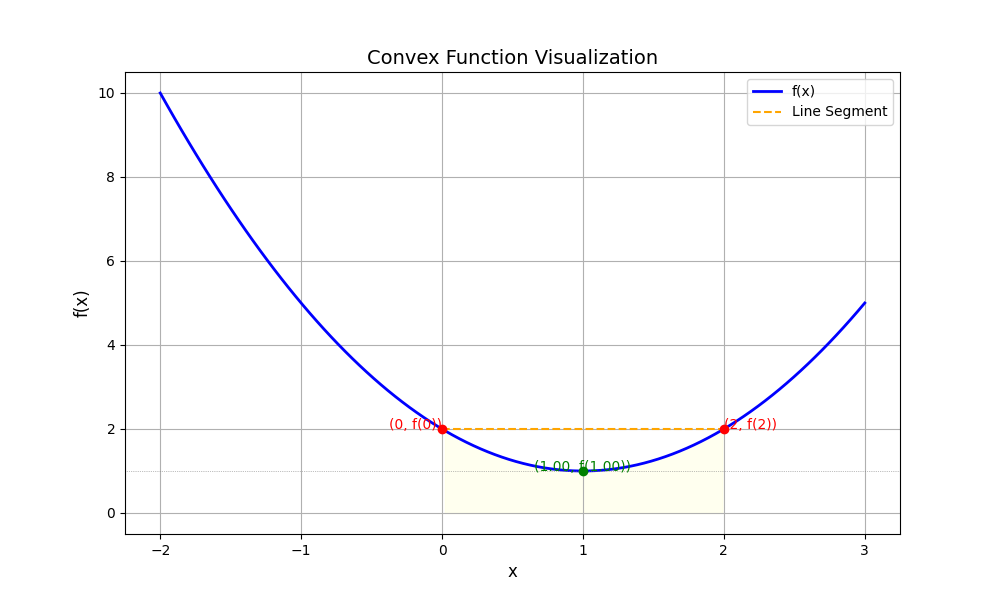 Convex Function Visualization
f(x)
Line Segment
10
8
6
4
2
0
f(x)
(0, f(0))
(2, f(2))
(1.00, f(1.00))
−2
−1
0
1
2
3
x